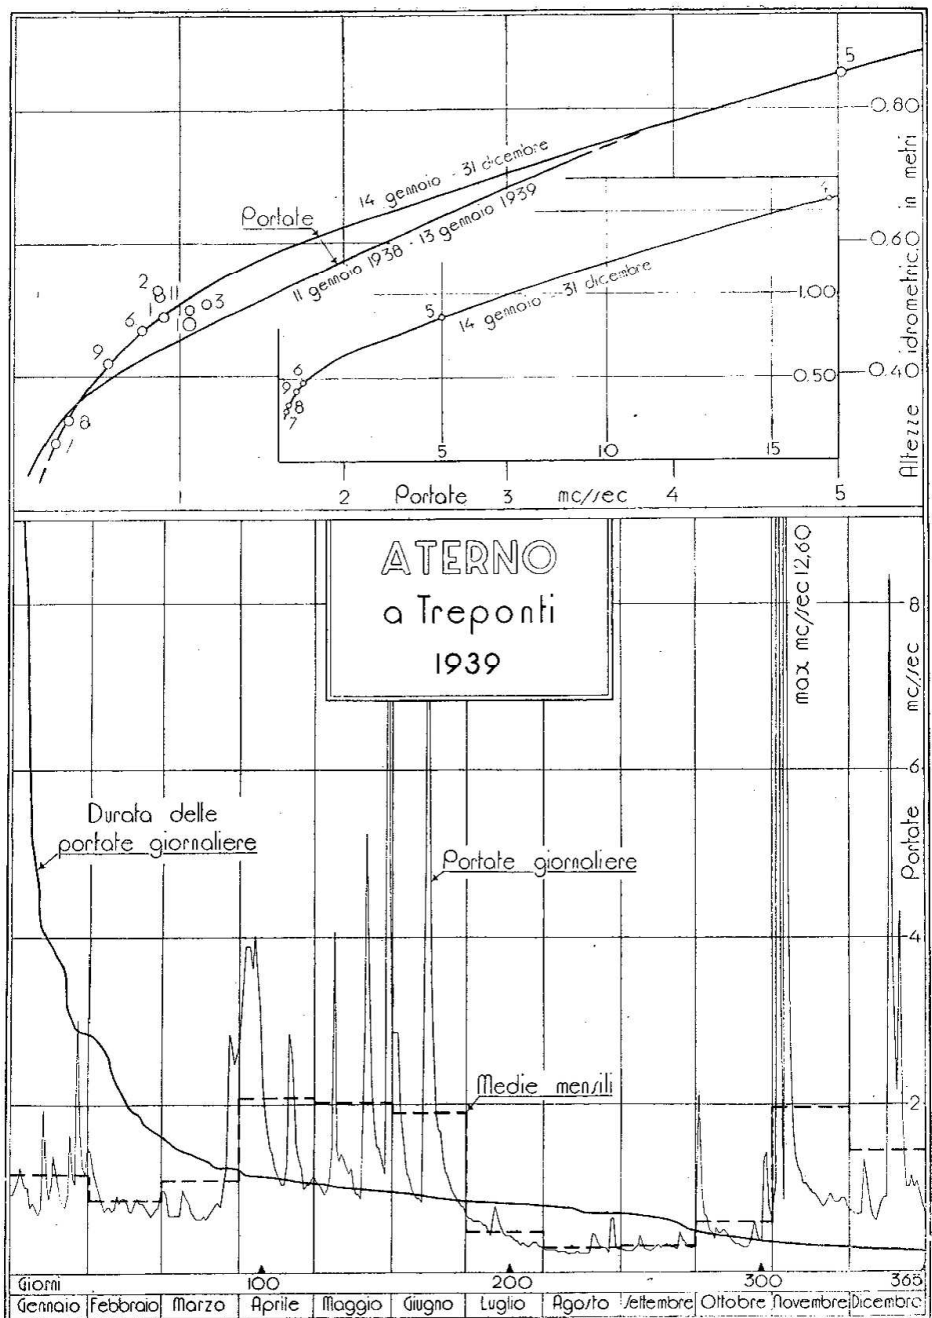 5
0.80
14 gennaio - 31 dicembre
Portate
11 gennaio 1938 - 13 gennaio 1939
Altezze idrometric. in metri
0.60
2
8 11
3
1.00
5
14 gennaio - 31 dicembre
6
9
6
0.50
0.40
9
8
7
8
5
10
15
1
2
Portate
3
mc/sec
4
5
ATERNO
a Treponti
1939
max mc/sec 12,60
8
mc/sec
6
Portate
Durata delle
portate giornaliere
Portate giornaliere
4
Medie mensili
2
Giorni
100
200
300
365
Gennaio Febbraio Marzo Aprile Maggio Giugno Luglio Agosto Settembre Ottobre Novembre Dicembre